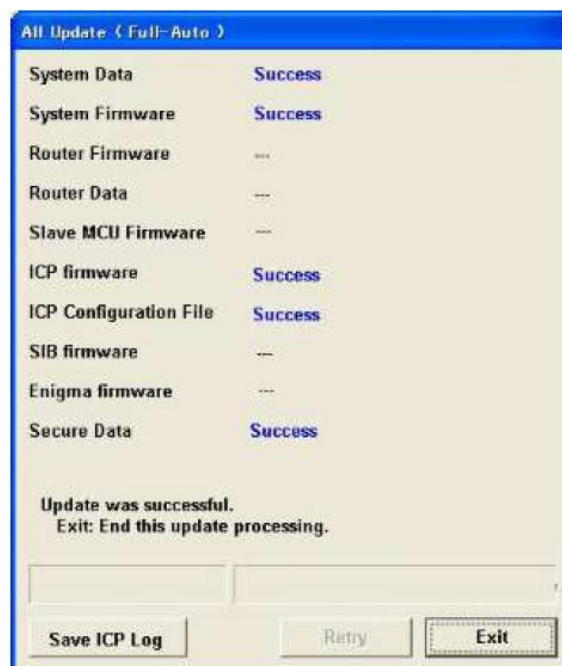 All Update ( Full-Auto )
System Data Success
System Firmware Success
Router Firmware ---
Router Data ---
Slave MCU Firmware ---
ICP firmware Success
ICP Configuration File Success
SIB firmware ---
Enigma firmware ---
Secure Data Success
Update was successful.
Exit: End this update processing.
Save ICP Log Retry Exit